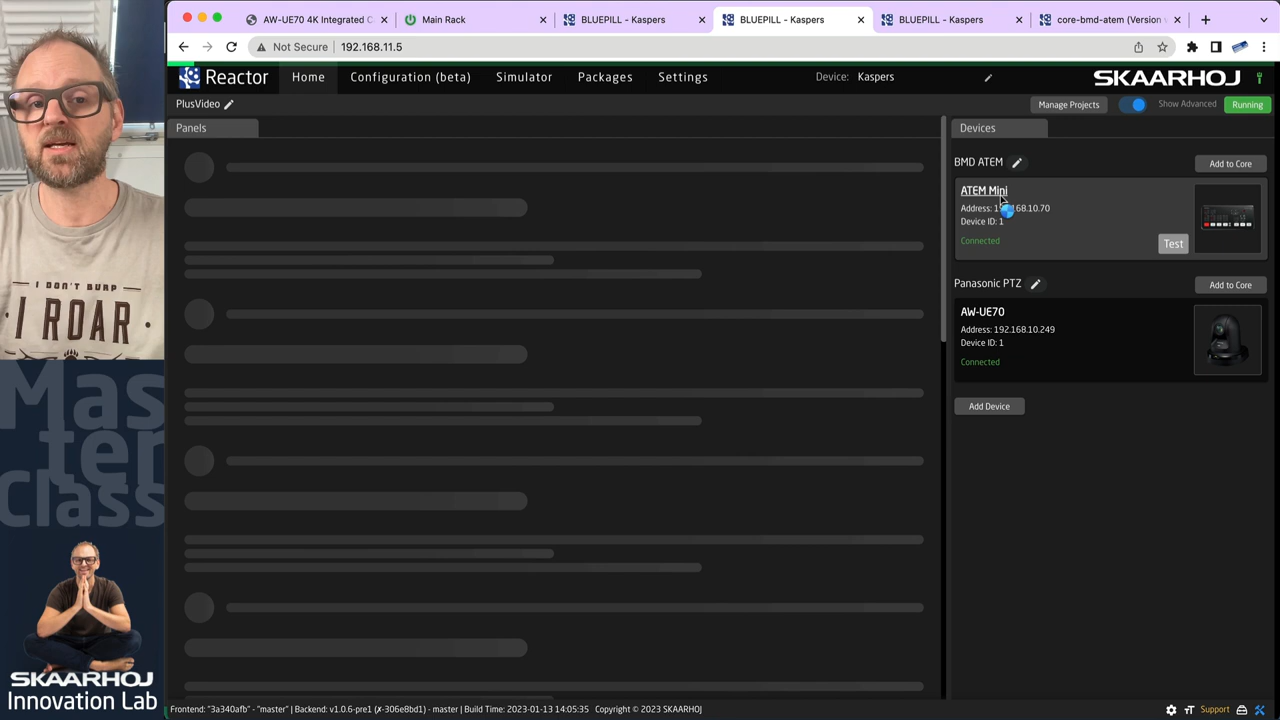 AW-UE70 4K Integrated C
Main Rack
BLUEPILL - Kaspers
BLUEPILL - Kaspers
BLUEPILL - Kaspers
core-bmd-atem (Version
Not Secure
192.168.11.5
Reactor
Home
Configuration (beta)
Simulator
Packages
Settings
Device:
Kaspers
SKAARHOJ
PlusVideo
Manage Projects
Show Advanced
Running
Panels
Devices
BMD ATEM
Add to Core
ATEM Mini
Address: 192.168.10.70
Device ID: 1
Connected
Test
Panasonic PTZ
Add to Core
AW-UE70
Address: 192.168.10.249
Device ID: 1
Connected
Add Device
I DON'T BURP
I ROAR
Mas
ter
Class
SKAARHOJ
Innovation Lab
Frontend: "3a340afb" - "master" | Backend: v1.0.6-pre1 (✗-306e8bd1) - master | Build Time: 2023-01-13 14:05:35 Copyright © 2023 SKAARHOJ
Support